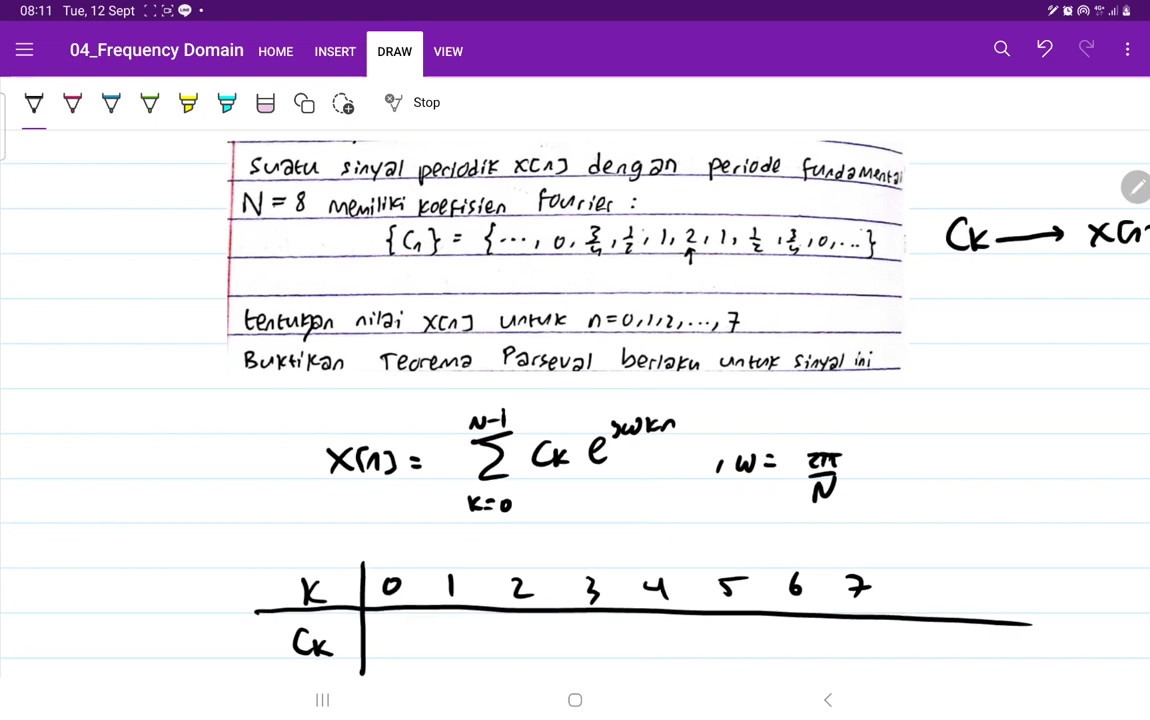 08:11 Tue, 12 Sept
4G+
04_Frequency Domain HOME INSERT DRAW VIEW
Stop
Suatu sinyal periodik x[n] dengan periode fundamental
N = 8 memiliki koefisien fourier :
{Cn} = {..., 0, 3/4, 1/2, 1, 2, 1, 1/2, 3/4, 0, ...}
↑
Ck → x[n
tentukan nilai x[n] untuk n=0,1,2,...,7
Buktikan Teorema Parseval berlaku untuk sinyal ini
x[n] = N-1 Σ k=0 Ck e^jωkn , ω = 2π/N
K 0 1 2 3 4 5 6 7
Ck